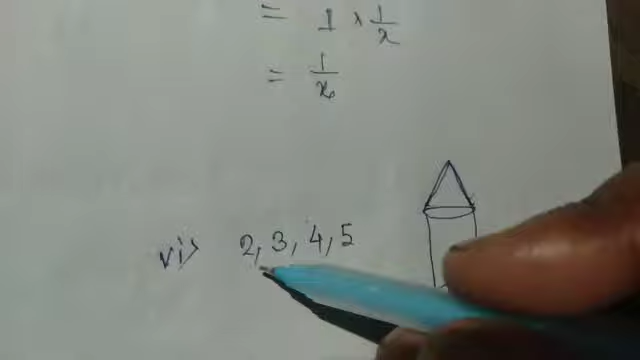 = 1 × 1/x
= 1/x
vi> 2, 3, 4, 5